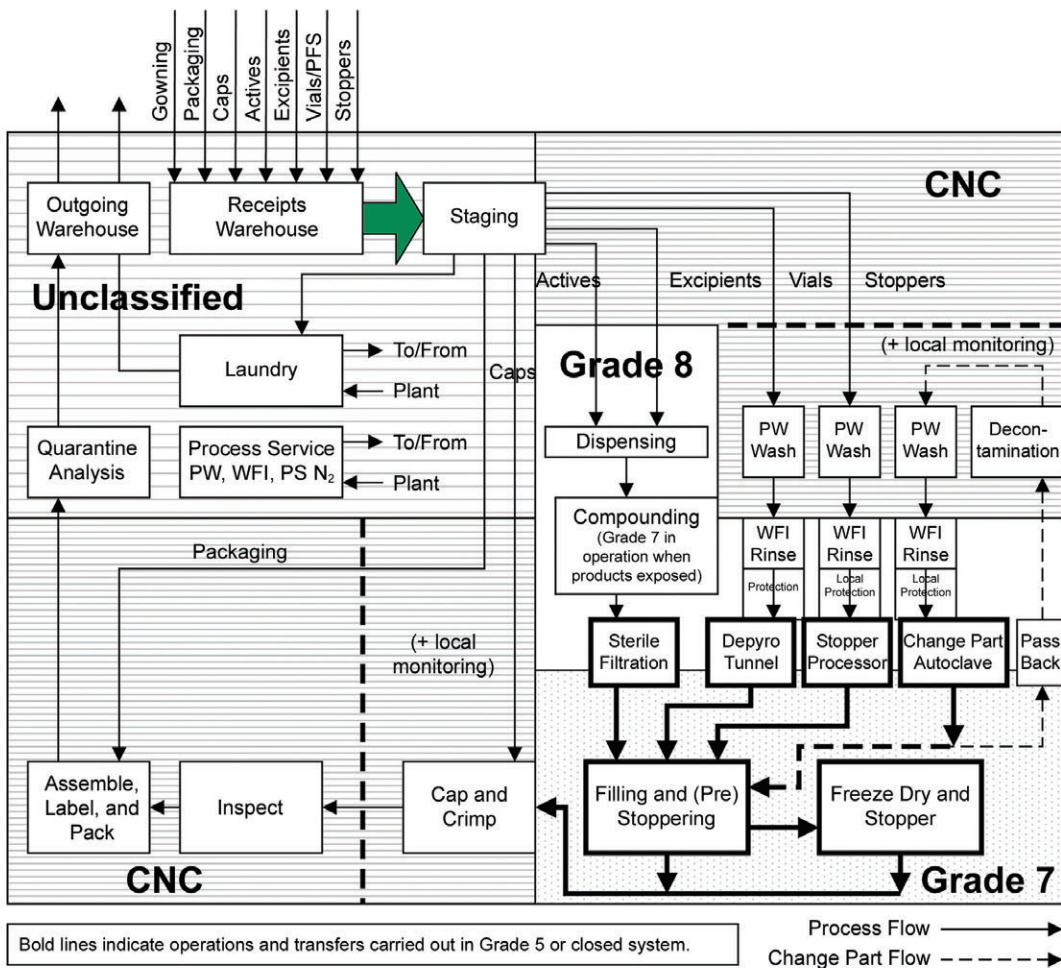 Gowning
Packaging
Caps
Actives
Excipients
Vials/PFS
Stoppers
Outgoing
Warehouse
Receipts
Warehouse
Staging
CNC
Unclassified
Actives
Excipients
Vials
Stoppers
Laundry
To/From
Plant
Caps
Grade 8
(+ local monitoring)
Dispensing
PW
Wash
PW
Wash
PW
Wash
Decon-
tamination
Quarantine
Analysis
Process Service
PW, WFI, PS N₂
To/From
Plant
Compounding
(Grade 7 in
operation when
products exposed)
WFI
Rinse
WFI
Rinse
WFI
Rinse
Protection
Local
Protection
Local
Protection
Packaging
(+ local
monitoring)
Sterile
Filtration
Depyro
Tunnel
Stopper
Processor
Change Part
Autoclave
Pass
Back
Assemble,
Label, and
Pack
Inspect
Cap and
Crimp
Filling and (Pre)
Stoppering
Freeze Dry and
Stopper
CNC
Grade 7
Bold lines indicate operations and transfers carried out in Grade 5 or closed system.
Process Flow
Change Part Flow